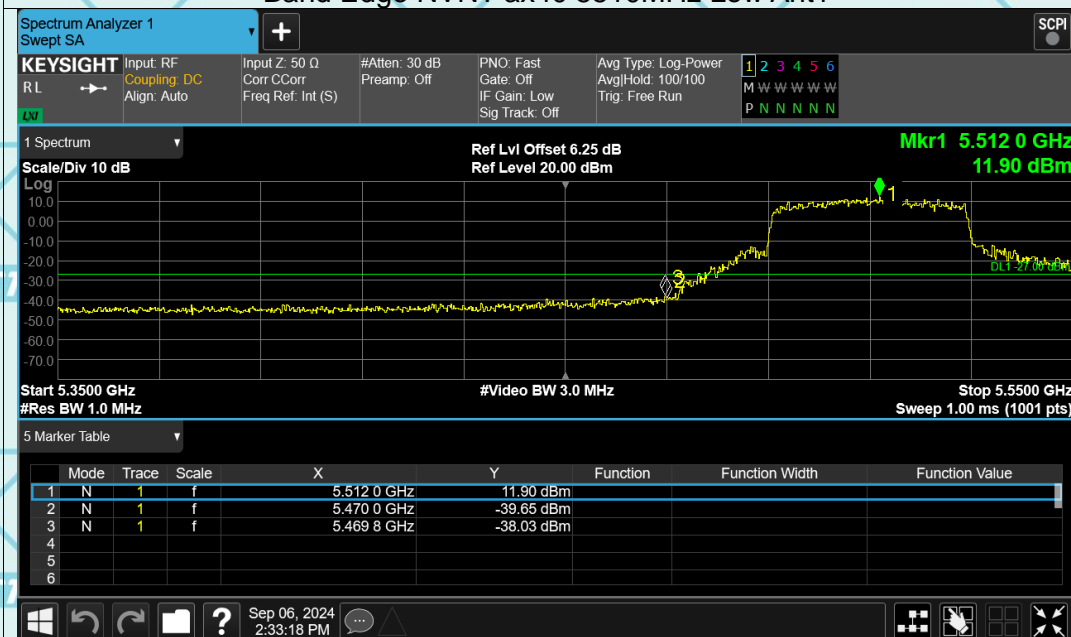 Spectrum Analyzer 1
Swept SA
+
SCPI
KEYSIGHT
RL
LXI
Input: RF
Coupling: DC
Align: Auto
Input Z: 50 Ω
Corr CCorr
Freq Ref: Int (S)
#Atten: 30 dB
Preamp: Off
PNO: Fast
Gate: Off
IF Gain: Low
Sig Track: Off
Avg Type: Log-Power
Avg|Hold: 100/100
Trig: Free Run
1 2 3 4 5 6
M W W W W W
P N N N N N
1 Spectrum
Scale/Div 10 dB
Ref Lvl Offset 6.25 dB
Ref Level 20.00 dBm
Mkr1 5.512 0 GHz
11.90 dBm
Log
10.0
0.00
-10.0
-20.0
-30.0
-40.0
-50.0
-60.0
-70.0
1
DL1 -27.00 dBm
Start 5.3500 GHz
#Video BW 3.0 MHz
Stop 5.5500 GHz
#Res BW 1.0 MHz
Sweep 1.00 ms (1001 pts)
5 Marker Table
Mode Trace Scale X Y Function Function Width Function Value
1 N 1 f 5.512 0 GHz 11.90 dBm
2 N 1 f 5.470 0 GHz -39.65 dBm
3 N 1 f 5.469 8 GHz -38.03 dBm
4
5
6
?
Sep 06, 2024
2:33:18 PM